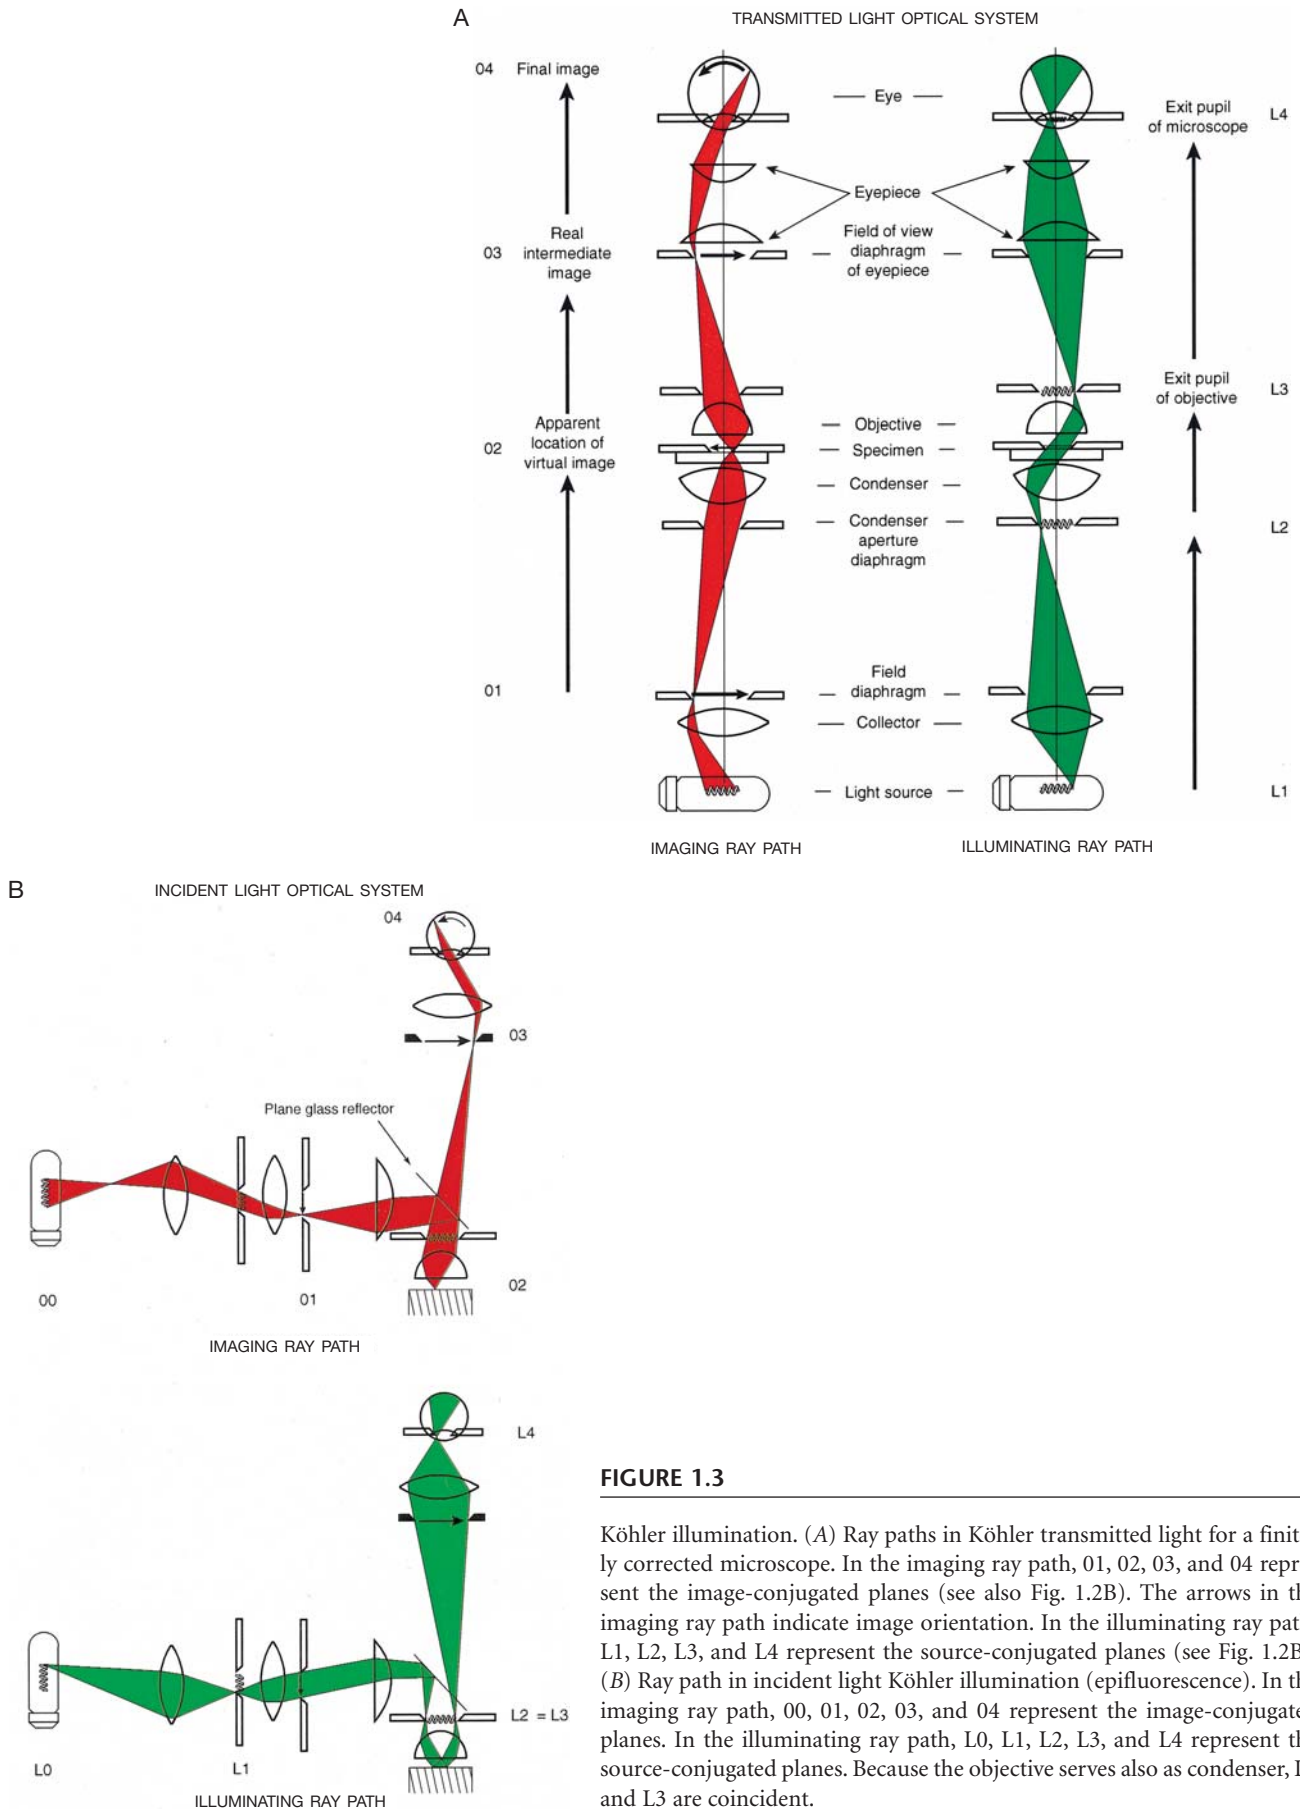 A
TRANSMITTED LIGHT OPTICAL SYSTEM
04 Final image
Eye
Exit pupil
of microscope
L4
Eyepiece
03
Real
intermediate
image
Field of view
diaphragm
of eyepiece
Exit pupil
of objective
L3
02
Apparent
location of
virtual image
Objective
Specimen
Condenser
Condenser
aperture
diaphragm
L2
01
Field
diaphragm
Collector
Light source
L1
IMAGING RAY PATH
ILLUMINATING RAY PATH
B
INCIDENT LIGHT OPTICAL SYSTEM
04
03
Plane glass reflector
02
00
01
IMAGING RAY PATH
L4
L2 = L3
L0
L1
ILLUMINATING RAY PATH
FIGURE 1.3
Köhler illumination. (A) Ray paths in Köhler transmitted light for a finit
ly corrected microscope. In the imaging ray path, 01, 02, 03, and 04 repr
sent the image-conjugated planes (see also Fig. 1.2B). The arrows in th
imaging ray path indicate image orientation. In the illuminating ray pat
L1, L2, L3, and L4 represent the source-conjugated planes (see Fig. 1.2B
(B) Ray path in incident light Köhler illumination (epifluorescence). In th
imaging ray path, 00, 01, 02, 03, and 04 represent the image-conjugate
planes. In the illuminating ray path, L0, L1, L2, L3, and L4 represent th
source-conjugated planes. Because the objective serves also as condenser, L
and L3 are coincident.